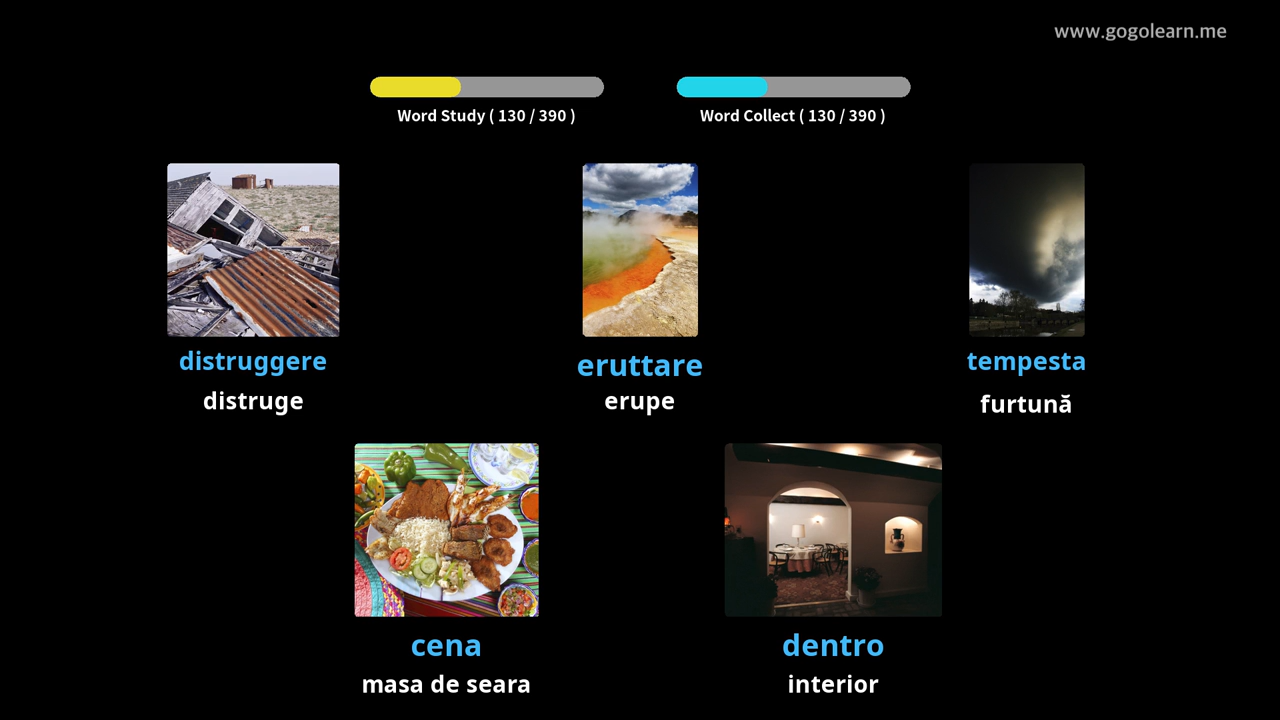 www.gogolearn.me
Word Study ( 130 / 390 )
Word Collect ( 130 / 390 )
distruggere
distruge
eruttare
erupe
tempesta
furtună
cena
masa de seara
dentro
interior